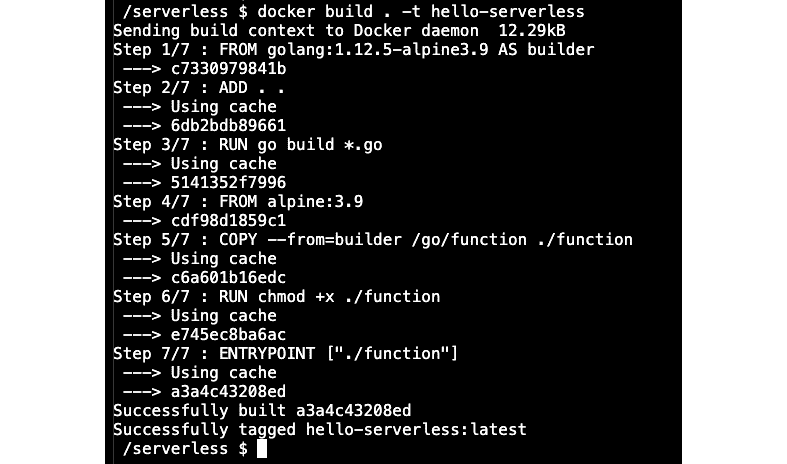 /serverless $ docker build . -t hello-serverless
Sending build context to Docker daemon  12.29kB
Step 1/7 : FROM golang:1.12.5-alpine3.9 AS builder
 ---> c7330979841b
Step 2/7 : ADD . .
 ---> Using cache
 ---> 6db2bdb89661
Step 3/7 : RUN go build *.go
 ---> Using cache
 ---> 5141352f7996
Step 4/7 : FROM alpine:3.9
 ---> cdf98d1859c1
Step 5/7 : COPY --from=builder /go/function ./function
 ---> Using cache
 ---> c6a601b16edc
Step 6/7 : RUN chmod +x ./function
 ---> Using cache
 ---> e745ec8ba6ac
Step 7/7 : ENTRYPOINT ["./function"]
 ---> Using cache
 ---> a3a4c43208ed
Successfully built a3a4c43208ed
Successfully tagged hello-serverless:latest
/serverless $